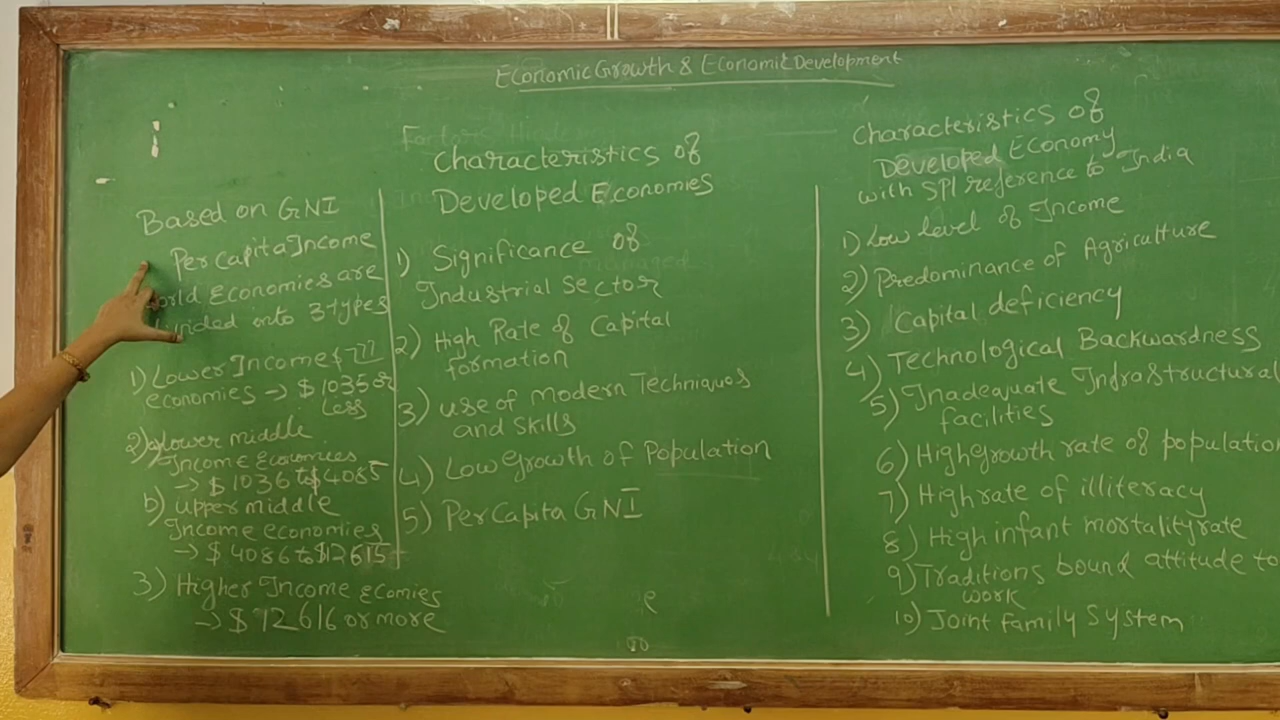 Economic Growth & Economic Development
Based on GNI
Per capita Income
Economies are
into 3 types
1) Lower Income
economies → $1035 or
Less
2) a) Lower middle
Income Economies
→ $1036 to $4085
b) upper middle
Income economies
→ $4086 to $12615
3) Higher Income ecomies
→ $12616 or more
Characteristics of
Developed Economies
1) Significance of
Industrial Sector
2) High Rate of Capital
formation
3) use of modern Techniques
and Skills
4) Low Growth of Population
5) Per Capita GNI
Characteristics of
Developed Economy
with SPl reference to India
1) Low level of Income
2) Predominance of Agriculture
3) Capital deficiency
4) Technological Backwardness
5) Inadequate Infrastructural
facilities
6) High growth rate of population
7) High rate of illiteracy
8) High infant mortality rate
9) Traditions bound attitude to
work
10) Joint family System